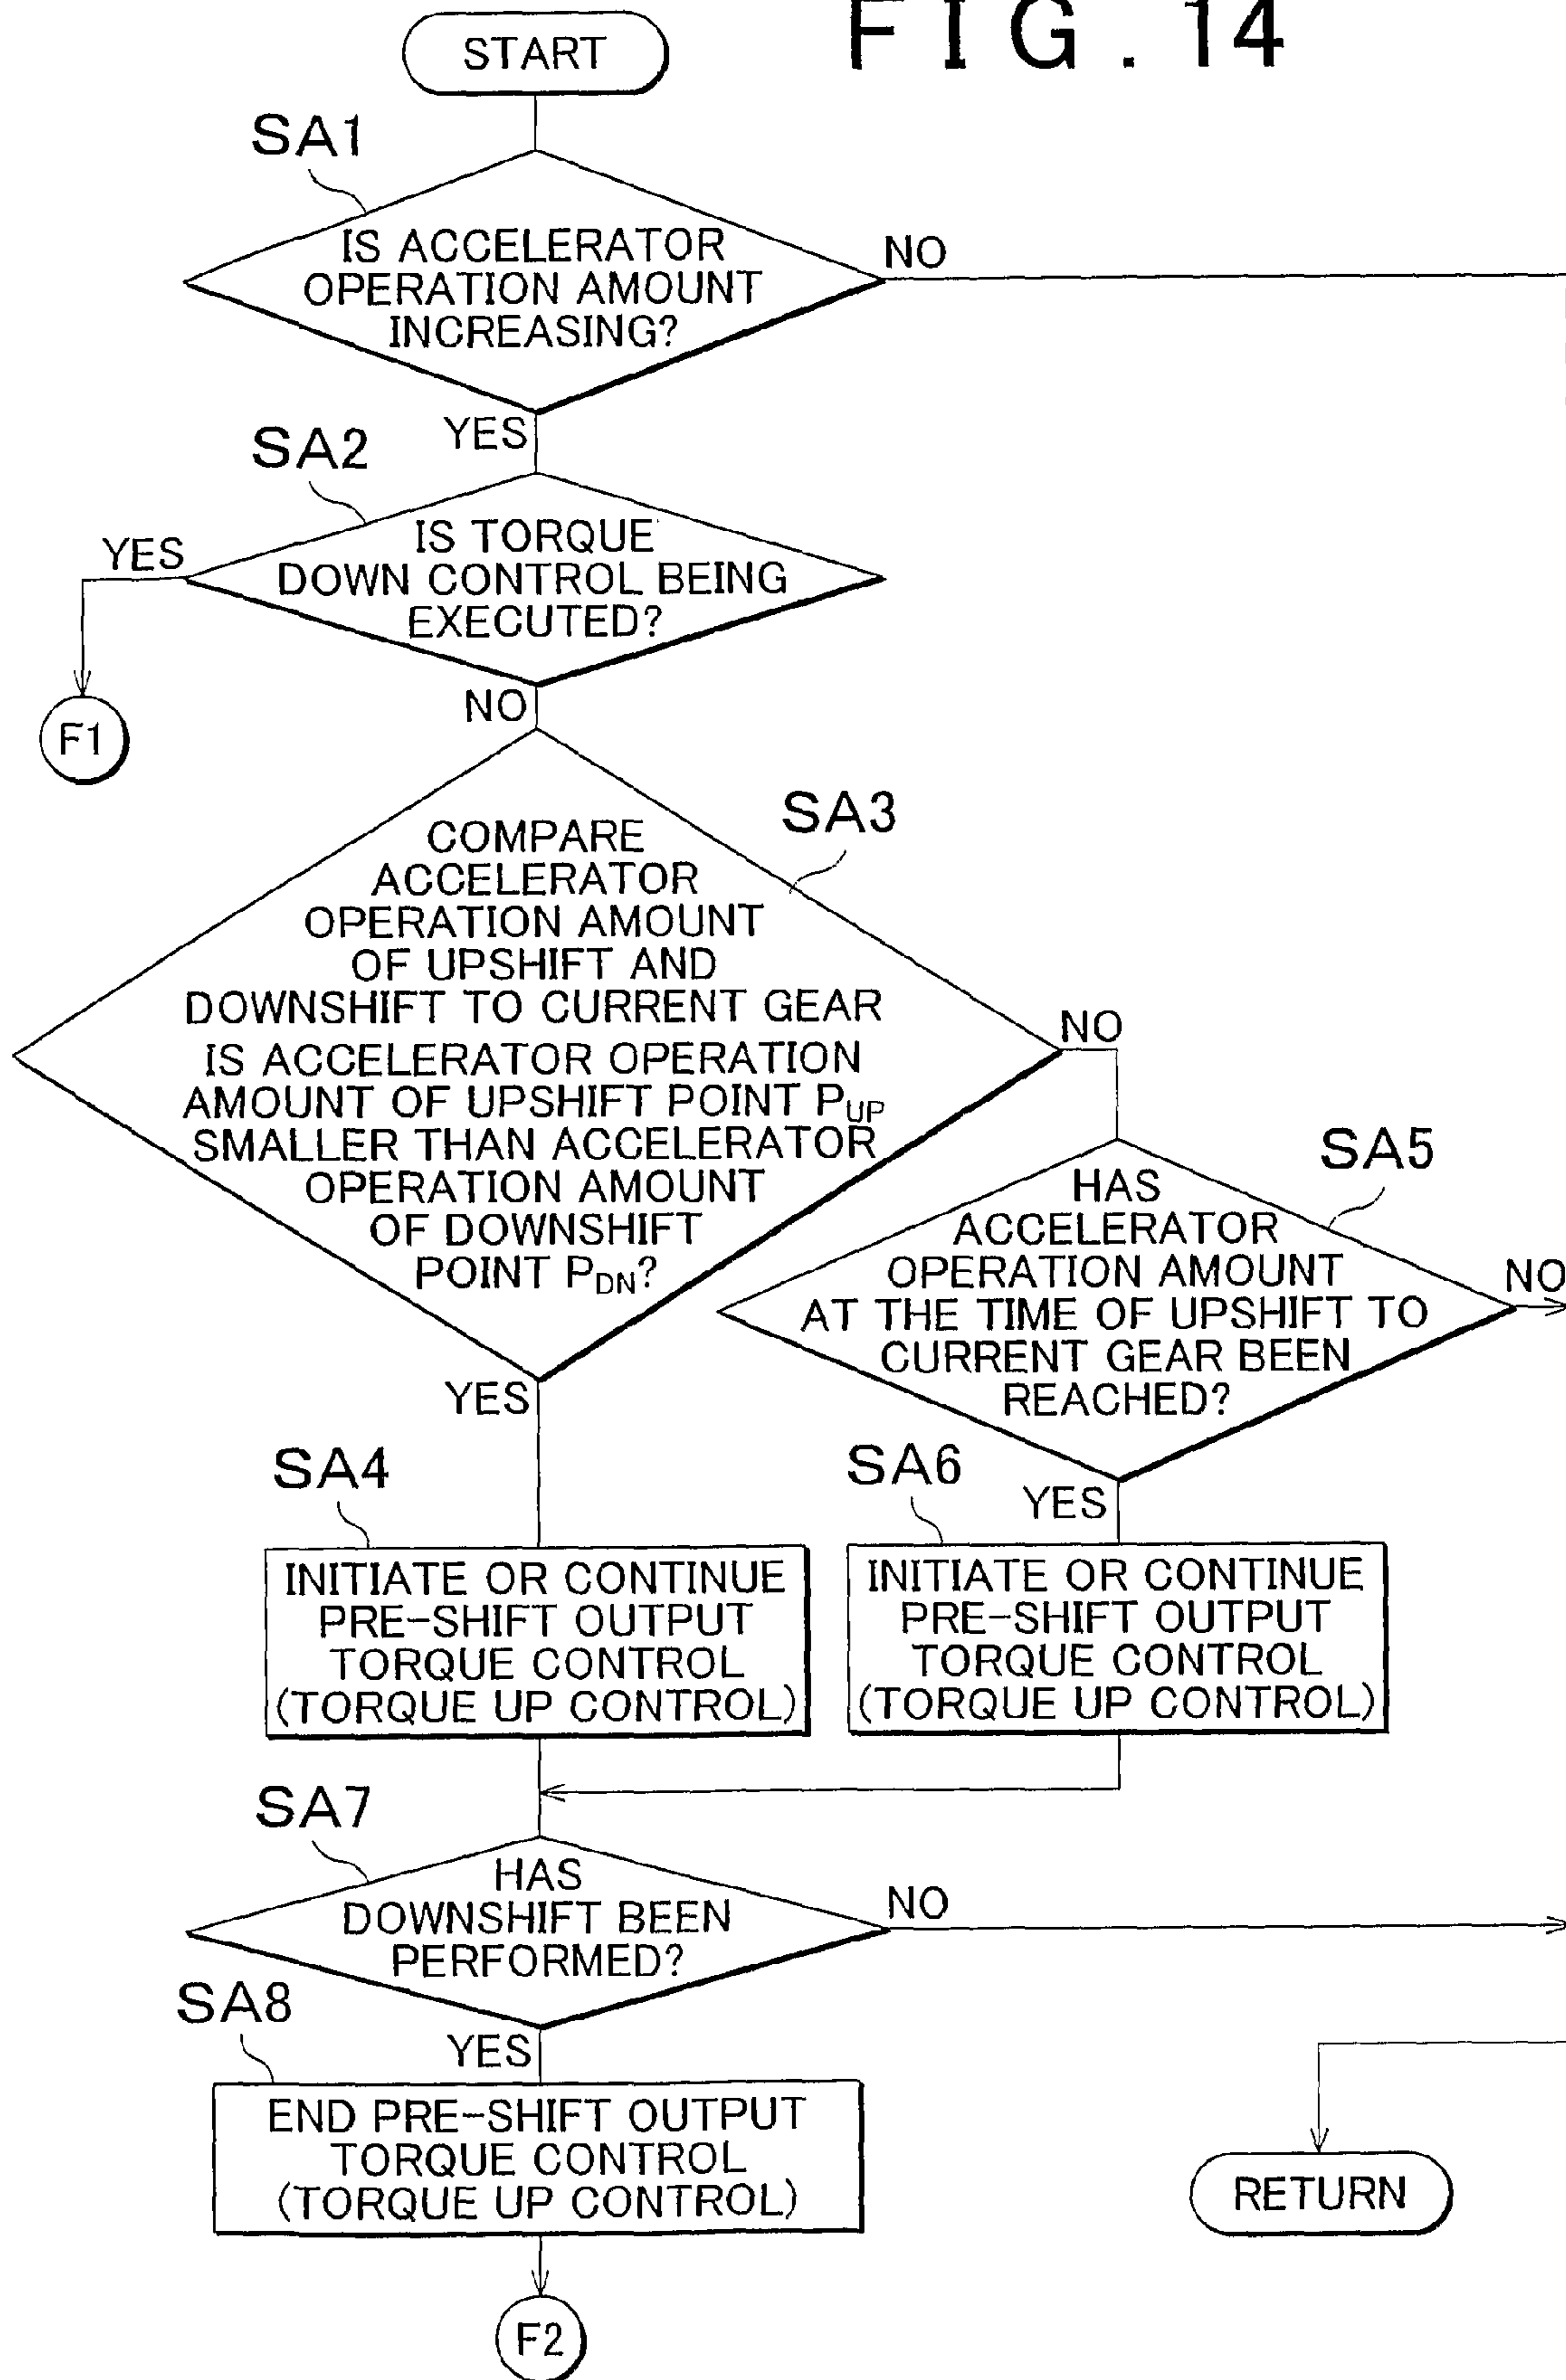 FIG. 14
START
SA1
IS ACCELERATOR
OPERATION AMOUNT
INCREASING?
NO
YES
SA2
IS TORQUE
DOWN CONTROL BEING
EXECUTED?
YES
F1
NO
SA3
COMPARE
ACCELERATOR
OPERATION AMOUNT
OF UPSHIFT AND
DOWNSHIFT TO CURRENT GEAR
IS ACCELERATOR OPERATION
AMOUNT OF UPSHIFT POINT PUP
SMALLER THAN ACCELERATOR
OPERATION AMOUNT
OF DOWNSHIFT
POINT PDN?
NO
YES
SA5
HAS
ACCELERATOR
OPERATION AMOUNT
AT THE TIME OF UPSHIFT TO
CURRENT GEAR BEEN
REACHED?
NO
YES
SA4
INITIATE OR CONTINUE
PRE-SHIFT OUTPUT
TORQUE CONTROL
(TORQUE UP CONTROL)
SA6
INITIATE OR CONTINUE
PRE-SHIFT OUTPUT
TORQUE CONTROL
(TORQUE UP CONTROL)
SA7
HAS
DOWNSHIFT BEEN
PERFORMED?
NO
YES
SA8
END PRE-SHIFT OUTPUT
TORQUE CONTROL
(TORQUE UP CONTROL)
RETURN
F2